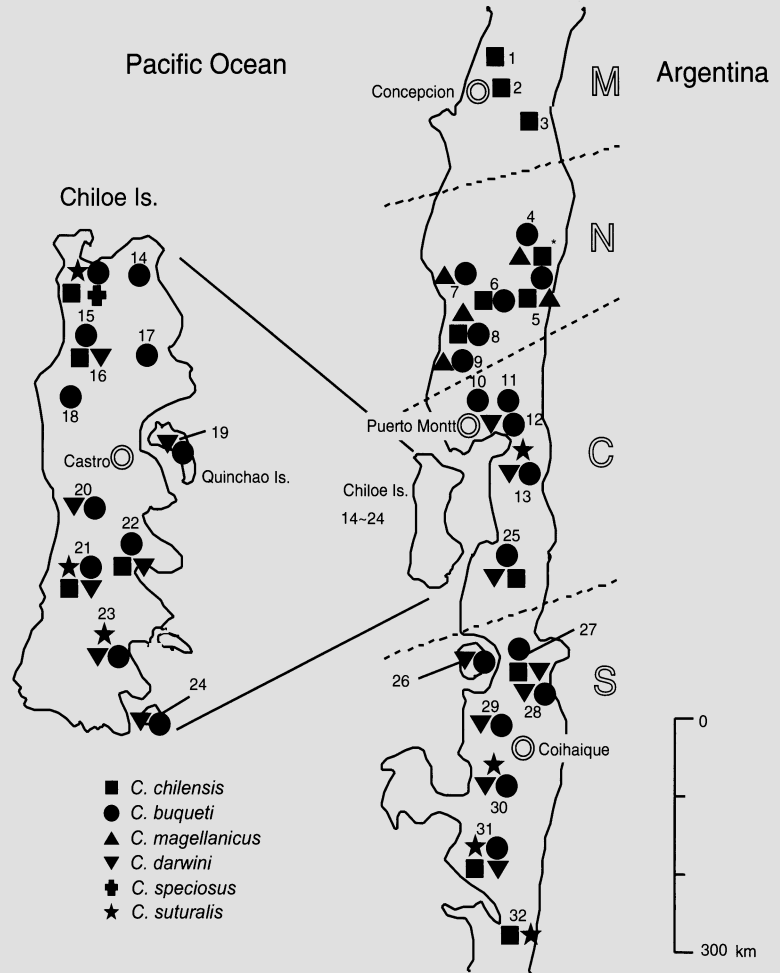 Pacific Ocean
Argentina
1
Concepcion
2
M
3
Chiloe Is.
4
N
*
14
7
6
5
15
8
17
16
9
18
10
11
Puerto Montt
12
19
C
Castro
Quinchao Is.
Chiloe Is.
13
20
14~24
22
25
21
23
27
26
S
24
28
29
0
Coihaique
C. chilensis
30
C. buqueti
31
C. magellanicus
C. darwini
C. speciosus
C. suturalis
32
300 km